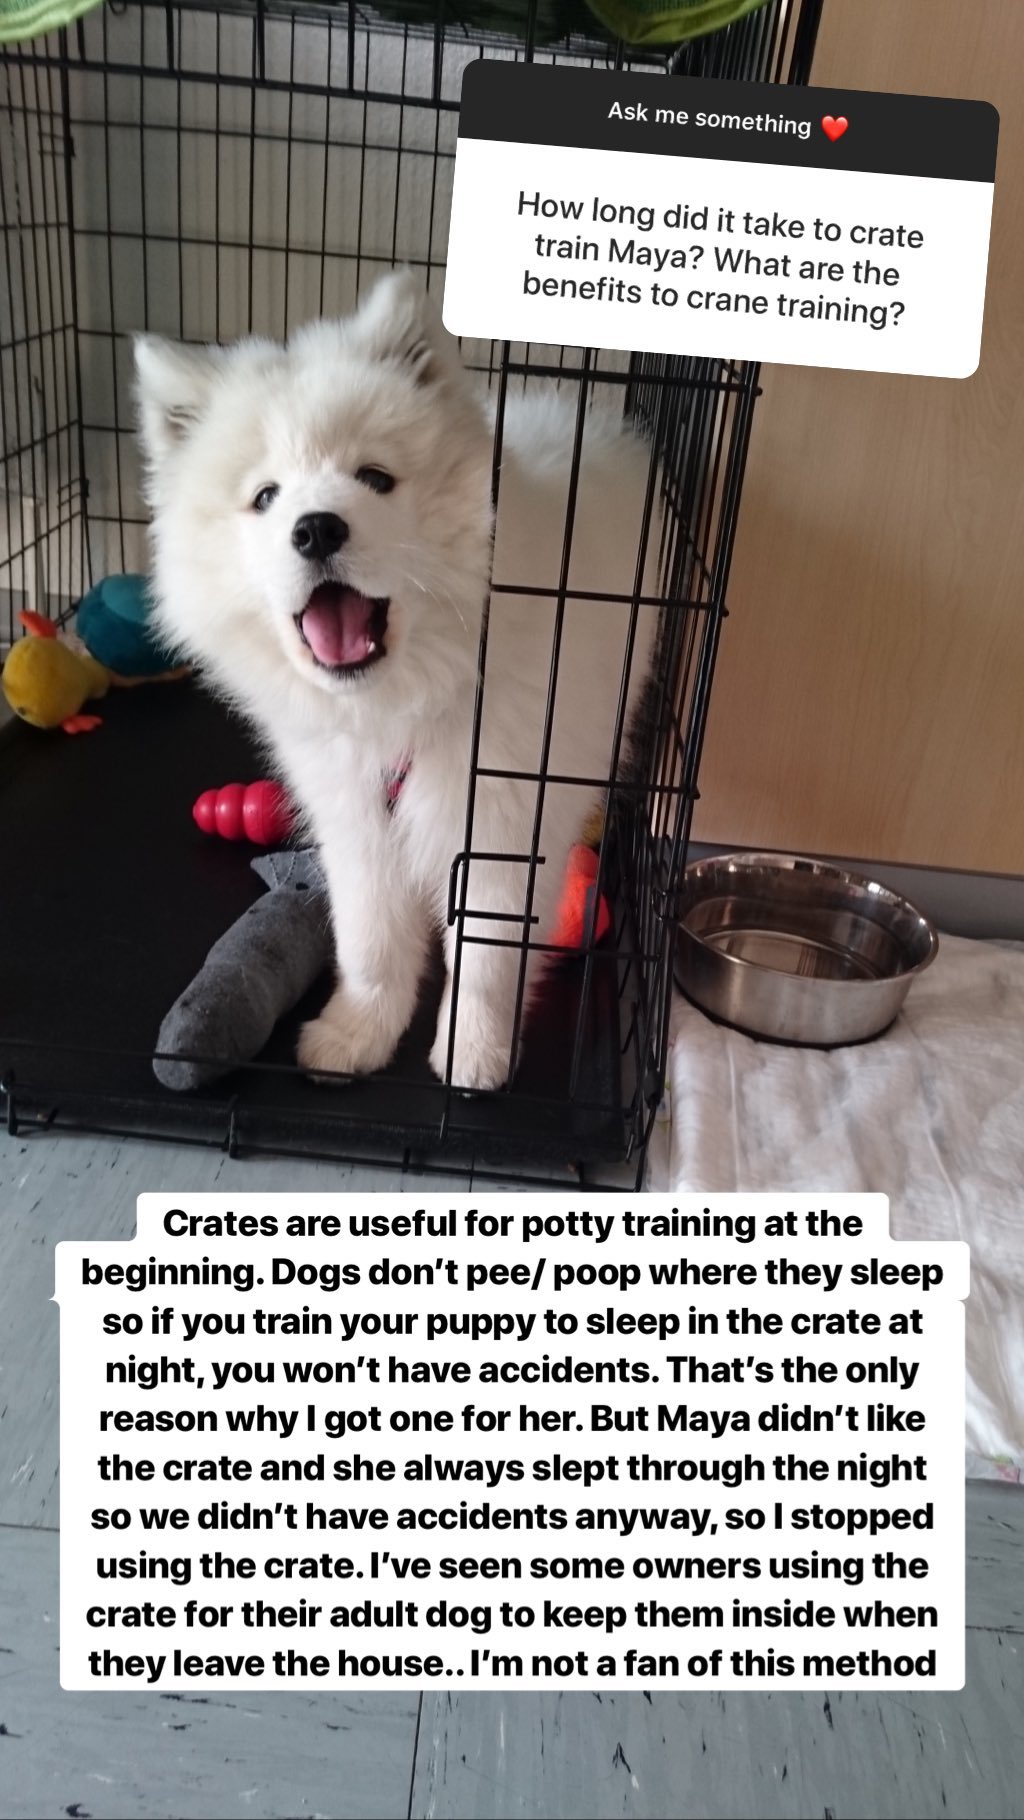 Ask me something ❤️
How long did it take to crate
train Maya? What are the
benefits to crane training?
Crates are useful for potty training at the
beginning. Dogs don't pee/ poop where they sleep
so if you train your puppy to sleep in the crate at
night, you won't have accidents. That's the only
reason why I got one for her. But Maya didn't like
the crate and she always slept through the night
so we didn't have accidents anyway, so I stopped
using the crate. I've seen some owners using the
crate for their adult dog to keep them inside when
they leave the house.. I'm not a fan of this method